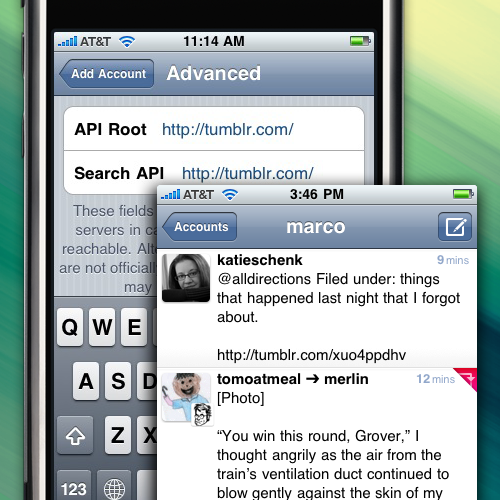 AT&T 11:14 AM
Add Account Advanced
API Root http://tumblr.com/
Search API http://tumblr.com/
These fields
servers in ca
reachable. Alt
are not official
may
Q W E
A S D
Z X
123
AT&T 3:46 PM
Accounts marco
katieschenk 9 mins
@alldirections Filed under: things
that happened last night that I forgot
about.
http://tumblr.com/xuo4ppdhv
tomoatmeal ➔ merlin 12 mins
[Photo]
“You win this round, Grover,” I
thought angrily as the air from the
train’s ventilation duct continued to
blow gently against the skin of my